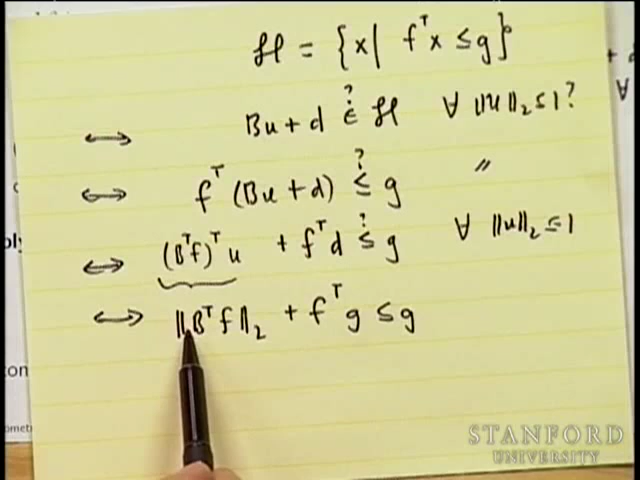 ℋ = {x| fᵀx ≤ g}
⟷ Bu + d ?∈ ℋ ∀ ‖u‖₂ ≤ 1?
⟷ fᵀ(Bu + d) ?≤ g "
⟷ (Bᵀf)ᵀu + fᵀd ?≤ g ∀ ‖u‖₂ ≤ 1
⟷ ‖Bᵀf‖₂ + fᵀg ≤ g
STANFORD
UNIVERSITY